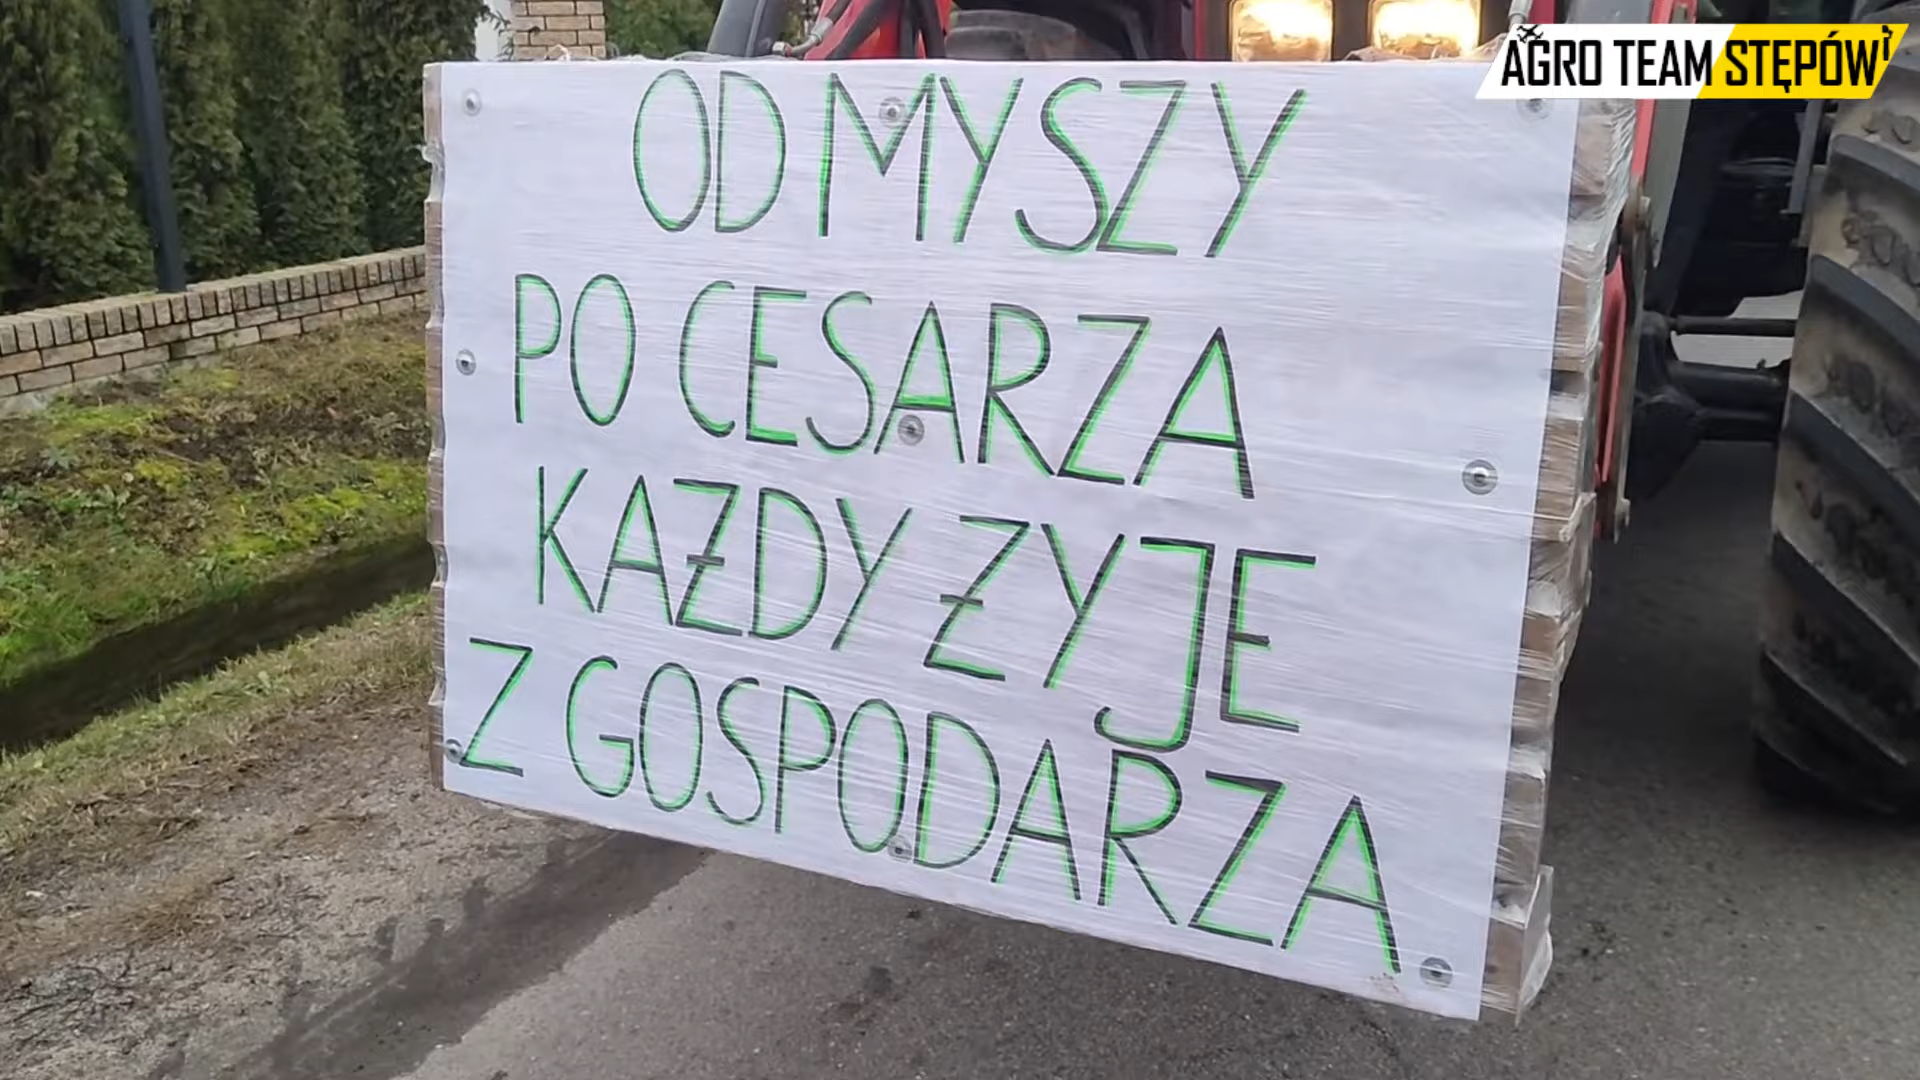 AGRO TEAM STĘPÓW
OD MYSZY
PO CESARZA
KAŻDY ŻYJE
Z GOSPODARZA